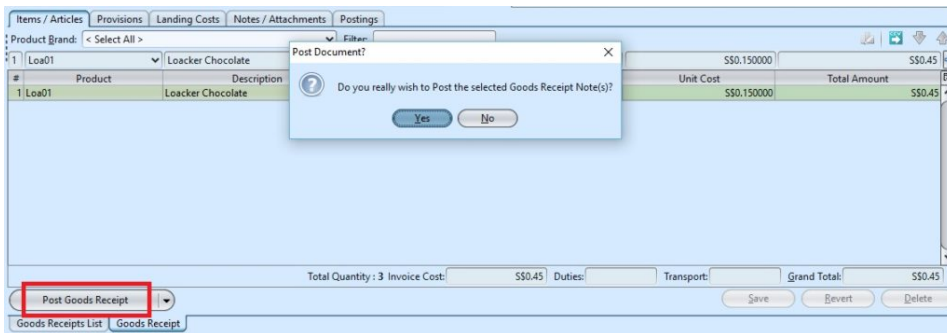 Items / Articles Provisions Landing Costs Notes / Attachments Postings
Product Brand: < Select All > Filter:
Post Document?
1 Loa01 Loacker Chocolate S$0.150000 S$0.45
# Product Description Unit Cost Total Amount
1 Loa01 Loacker Chocolate S$0.150000 S$0.45
Do you really wish to Post the selected Goods Receipt Note(s)?
Yes No
Total Quantity : 3 Invoice Cost: S$0.45 Duties: Transport: Grand Total: S$0.45
Post Goods Receipt Save Revert Delete
Goods Receipts List Goods Receipt